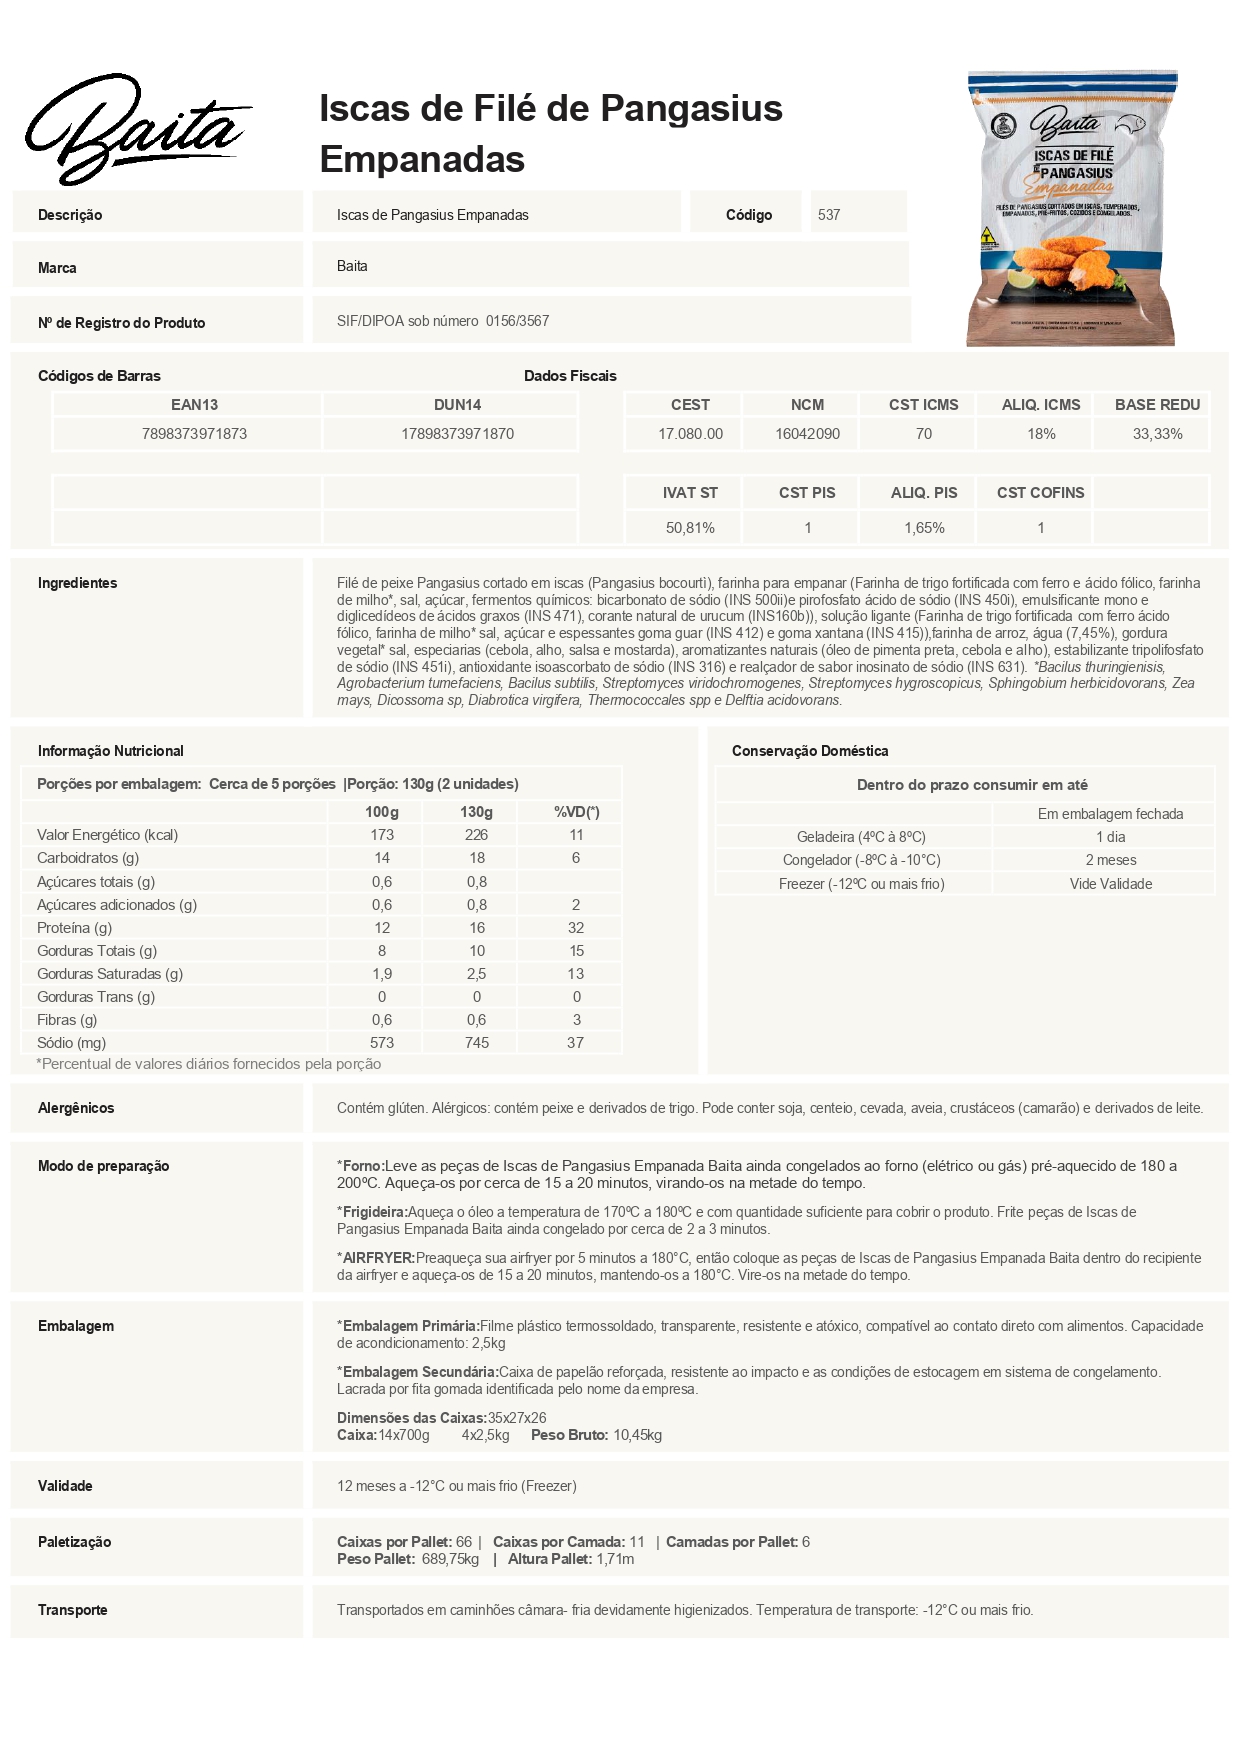 Baita
Iscas de Filé de Pangasius
Empanadas
Baita
ISCAS DE FILÉ
DE PANGASIUS
Empanadas
FILÉS DE PANGASIUS CORTADOS EM ISCAS, TEMPERADOS,
EMPANADOS, PRÉ-FRITOS, COZIDOS E CONGELADOS.
T
Descrição
Iscas de Pangasius Empanadas
Código
537
Marca
Baita
Nº de Registro do Produto
SIF/DIPOA sob número 0156/3567
Códigos de Barras
Dados Fiscais
EAN13 DUN14
CEST NCM CST ICMS ALIQ. ICMS BASE REDU
7898373971873 17898373971870
17.080.00 16042090 70 18% 33,33%
IVAT ST CST PIS ALIQ. PIS CST COFINS
50,81% 1 1,65% 1
Ingredientes
Filé de peixe Pangasius cortado em iscas (Pangasius bocourtì), farinha para empanar (Farinha de trigo fortificada com ferro e ácido fólico, farinha
de milho*, sal, açúcar, fermentos químicos: bicarbonato de sódio (INS 500ii)e pirofosfato ácido de sódio (INS 450i), emulsificante mono e
diglicedídeos de ácidos graxos (INS 471), corante natural de urucum (INS160b)), solução ligante (Farinha de trigo fortificada com ferro ácido
fólico, farinha de milho* sal, açúcar e espessantes goma guar (INS 412) e goma xantana (INS 415)),farinha de arroz, água (7,45%), gordura
vegetal* sal, especiarias (cebola, alho, salsa e mostarda), aromatizantes naturais (óleo de pimenta preta, cebola e alho), estabilizante tripolifosfato
de sódio (INS 451i), antioxidante isoascorbato de sódio (INS 316) e realçador de sabor inosinato de sódio (INS 631). *Bacilus thuringienisis,
Agrobacterium tumefaciens, Bacilus subtilis, Streptomyces viridochromogenes, Streptomyces hygroscopicus, Sphingobium herbicidovorans, Zea
mays, Dicossoma sp, Diabrotica virgifera, Thermococcales spp e Delftia acidovorans.
Informação Nutricional
Porções por embalagem: Cerca de 5 porções |Porção: 130g (2 unidades)
100g 130g %VD(*)
Valor Energético (kcal) 173 226 11
Carboidratos (g) 14 18 6
Açúcares totais (g) 0,6 0,8
Açúcares adicionados (g) 0,6 0,8 2
Proteína (g) 12 16 32
Gorduras Totais (g) 8 10 15
Gorduras Saturadas (g) 1,9 2,5 13
Gorduras Trans (g) 0 0 0
Fibras (g) 0,6 0,6 3
Sódio (mg) 573 745 37
*Percentual de valores diários fornecidos pela porção
Conservação Doméstica
Dentro do prazo consumir em até
Em embalagem fechada
Geladeira (4ºC à 8ºC) 1 dia
Congelador (-8ºC à -10°C) 2 meses
Freezer (-12ºC ou mais frio) Vide Validade
Alergênicos
Contém glúten. Alérgicos: contém peixe e derivados de trigo. Pode conter soja, centeio, cevada, aveia, crustáceos (camarão) e derivados de leite.
Modo de preparação
*Forno:Leve as peças de Iscas de Pangasius Empanada Baita ainda congelados ao forno (elétrico ou gás) pré-aquecido de 180 a
200ºC. Aqueça-os por cerca de 15 a 20 minutos, virando-os na metade do tempo.
*Frigideira:Aqueça o óleo a temperatura de 170ºC a 180ºC e com quantidade suficiente para cobrir o produto. Frite peças de Iscas de
Pangasius Empanada Baita ainda congelado por cerca de 2 a 3 minutos.
*AIRFRYER:Preaqueça sua airfryer por 5 minutos a 180°C, então coloque as peças de Iscas de Pangasius Empanada Baita dentro do recipiente
da airfryer e aqueça-os de 15 a 20 minutos, mantendo-os a 180°C. Vire-os na metade do tempo.
Embalagem
*Embalagem Primária:Filme plástico termossoldado, transparente, resistente e atóxico, compatível ao contato direto com alimentos. Capacidade
de acondicionamento: 2,5kg
*Embalagem Secundária:Caixa de papelão reforçada, resistente ao impacto e as condições de estocagem em sistema de congelamento.
Lacrada por fita gomada identificada pelo nome da empresa.
Dimensões das Caixas:35x27x26
Caixa:14x700g 4x2,5kg Peso Bruto: 10,45kg
Validade
12 meses a -12°C ou mais frio (Freezer)
Paletização
Caixas por Pallet: 66 | Caixas por Camada: 11 | Camadas por Pallet: 6
Peso Pallet: 689,75kg | Altura Pallet: 1,71m
Transporte
Transportados em caminhões câmara- fria devidamente higienizados. Temperatura de transporte: -12°C ou mais frio.